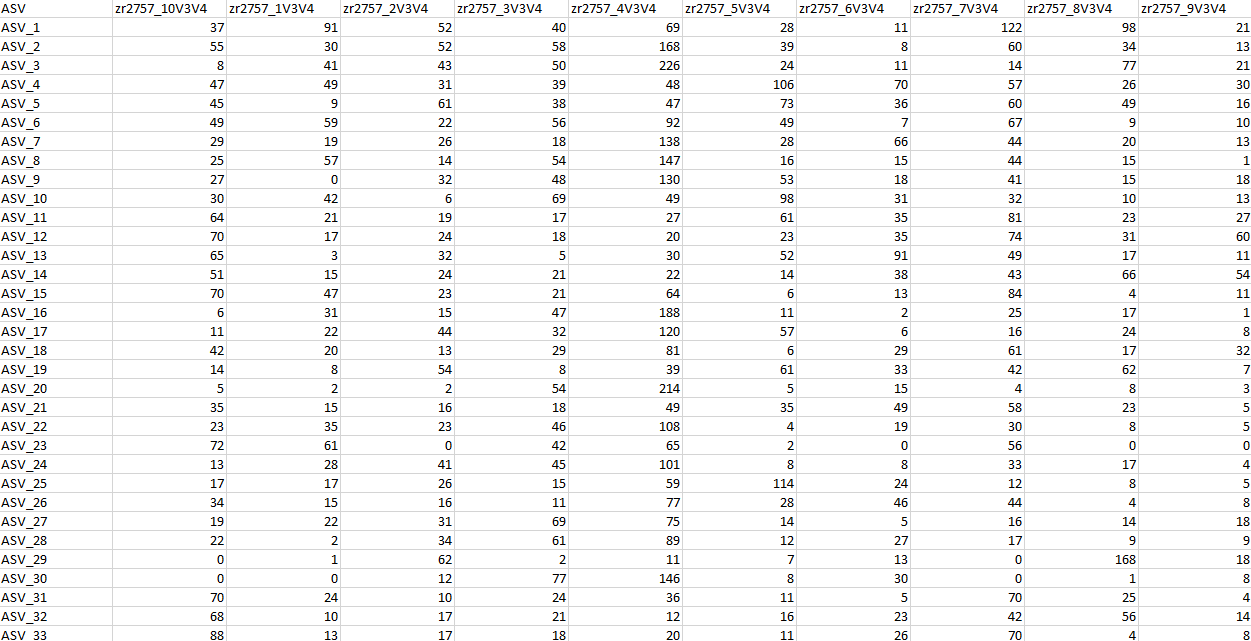 ASV zr2757_10V3V4 zr2757_1V3V4 zr2757_2V3V4 zr2757_3V3V4 zr2757_4V3V4 zr2757_5V3V4 zr2757_6V3V4 zr2757_7V3V4 zr2757_8V3V4 zr2757_9V3V4
ASV_1 37 91 52 40 69 28 11 122 98 21
ASV_2 55 30 52 58 168 39 8 60 34 13
ASV_3 8 41 43 50 226 24 11 14 77 21
ASV_4 47 49 31 39 48 106 70 57 26 30
ASV_5 45 9 61 38 47 73 36 60 49 16
ASV_6 49 59 22 56 92 49 7 67 9 10
ASV_7 29 19 26 18 138 28 66 44 20 13
ASV_8 25 57 14 54 147 16 15 44 15 1
ASV_9 27 0 32 48 130 53 18 41 15 18
ASV_10 30 42 6 69 49 98 31 32 10 13
ASV_11 64 21 19 17 27 61 35 81 23 27
ASV_12 70 17 24 18 20 23 35 74 31 60
ASV_13 65 3 32 5 30 52 91 49 17 11
ASV_14 51 15 24 21 22 14 38 43 66 54
ASV_15 70 47 23 21 64 6 13 84 4 11
ASV_16 6 31 15 47 188 11 2 25 17 1
ASV_17 11 22 44 32 120 57 6 16 24 8
ASV_18 42 20 13 29 81 6 29 61 17 32
ASV_19 14 8 54 8 39 61 33 42 62 7
ASV_20 5 2 2 54 214 5 15 4 8 3
ASV_21 35 15 16 18 49 35 49 58 23 5
ASV_22 23 35 23 46 108 4 19 30 8 5
ASV_23 72 61 0 42 65 2 0 56 0 0
ASV_24 13 28 41 45 101 8 8 33 17 4
ASV_25 17 17 26 15 59 114 24 12 8 5
ASV_26 34 15 16 11 77 28 46 44 4 8
ASV_27 19 22 31 69 75 14 5 16 14 18
ASV_28 22 2 34 61 89 12 27 17 9 9
ASV_29 0 1 62 2 11 7 13 0 168 18
ASV_30 0 0 12 77 146 8 30 0 1 8
ASV_31 70 24 10 24 36 11 5 70 25 4
ASV_32 68 10 17 21 12 16 23 42 56 14
ASV_33 88 13 17 18 20 11 26 70 4 8